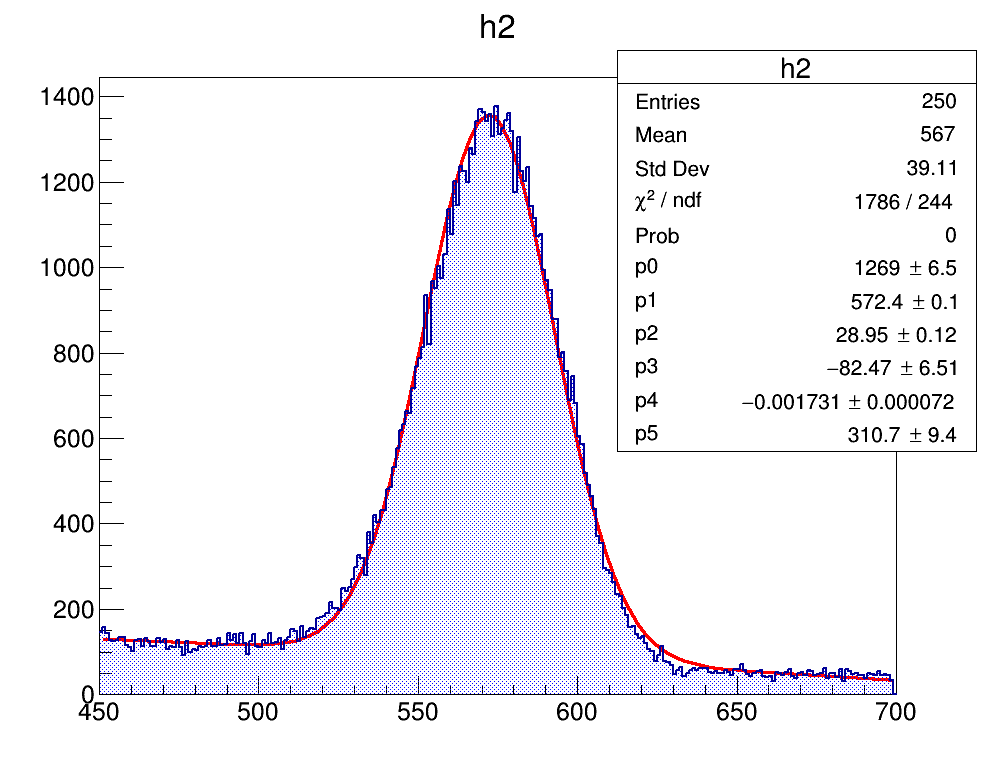 h2
h2
Entries 250
Mean 567
Std Dev 39.11
χ² / ndf 1786 / 244
Prob 0
p0 1269 ± 6.5
p1 572.4 ± 0.1
p2 28.95 ± 0.12
p3 −82.47 ± 6.51
p4 −0.001731 ± 0.000072
p5 310.7 ± 9.4
1400
1200
1000
800
600
400
200
0
450 500 550 600 650 700